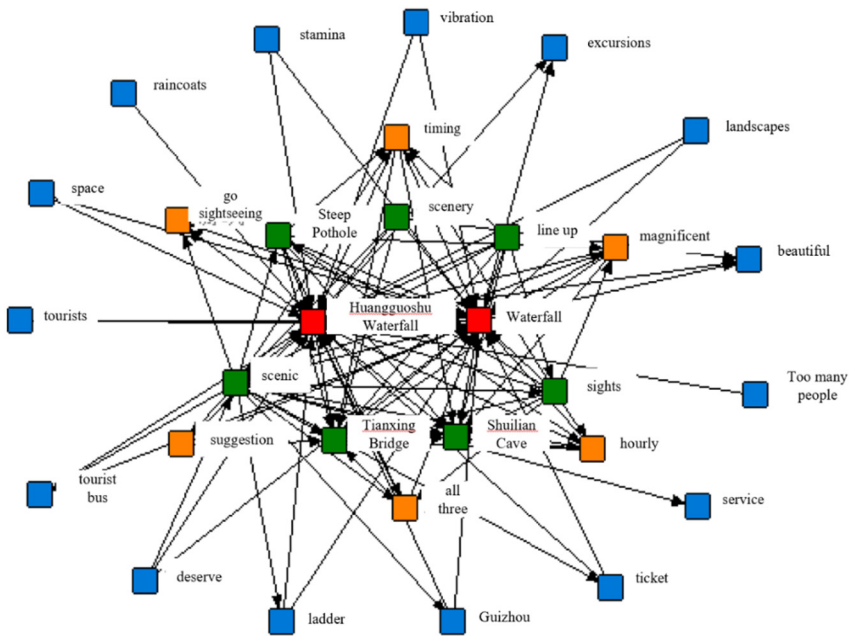 vibration
stamina
excursions
raincoats
landscapes
timing
space
go
sightseeing
Steep
Pothole
scenery
line up
magnificent
beautiful
tourists
Huangguoshu
Waterfall
Waterfall
scenic
sights
Too many
people
suggestion
Tianxing
Bridge
Shuilian
Cave
hourly
tourist
bus
all
three
service
deserve
ticket
ladder
Guizhou